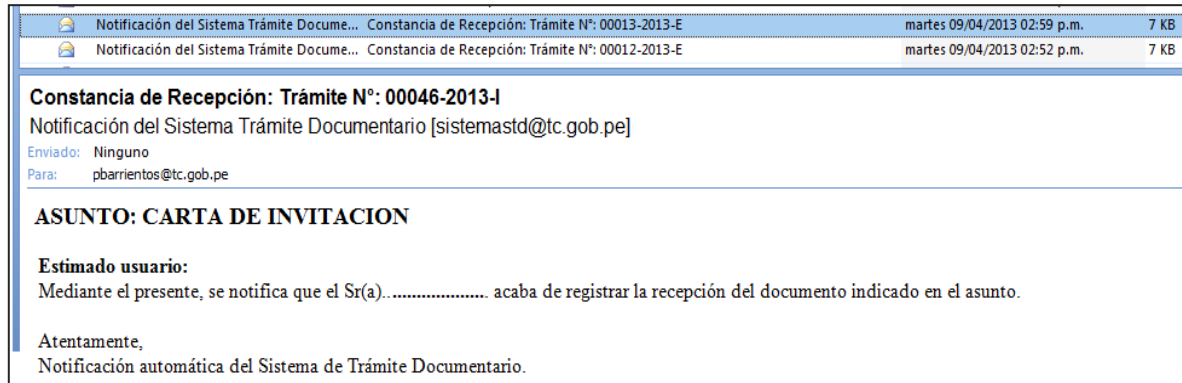 Notificación del Sistema Trámite Docume... Constancia de Recepción: Trámite N°: 00013-2013-E martes 09/04/2013 02:59 p.m. 7 KB
Notificación del Sistema Trámite Docume... Constancia de Recepción: Trámite N°: 00012-2013-E martes 09/04/2013 02:52 p.m. 7 KB
Constancia de Recepción: Trámite N°: 00046-2013-I
Notificación del Sistema Trámite Documentario [sistemastd@tc.gob.pe]
Enviado: Ninguno
Para: pbarrientos@tc.gob.pe
ASUNTO: CARTA DE INVITACION
Estimado usuario:
Mediante el presente, se notifica que el Sr(a)...................... acaba de registrar la recepción del documento indicado en el asunto.
Atentamente,
Notificación automática del Sistema de Trámite Documentario.